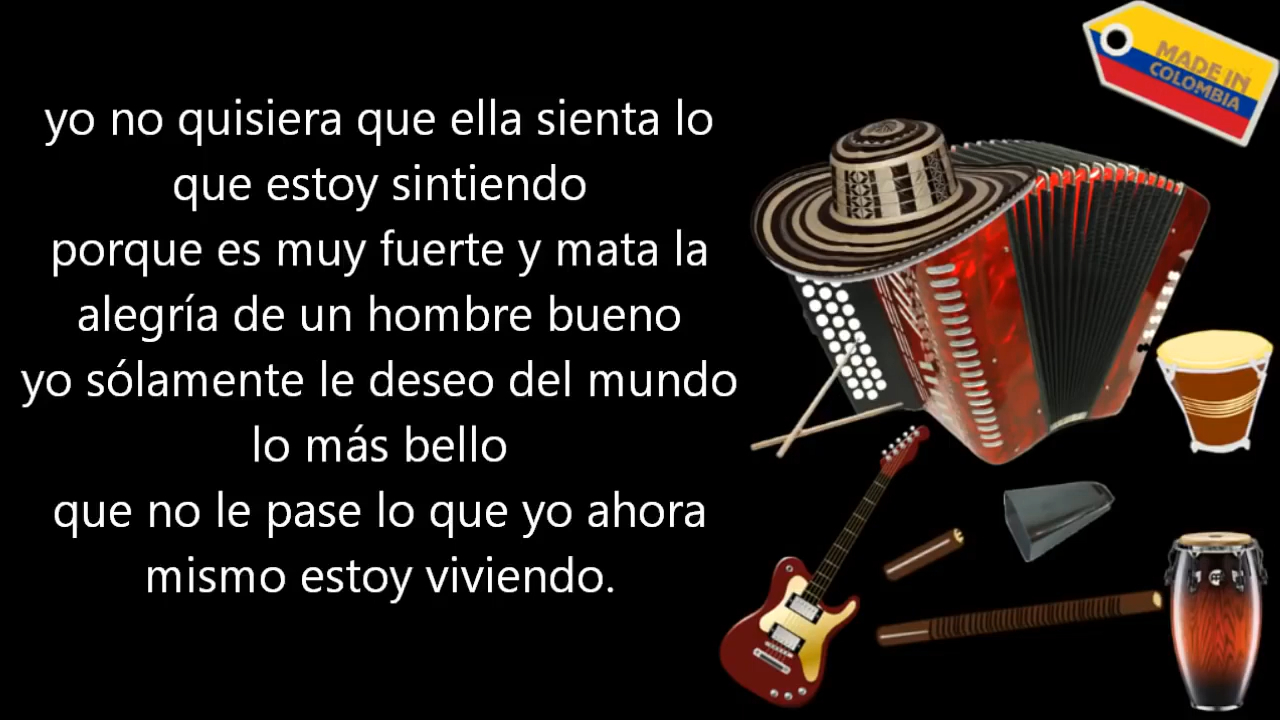 yo no quisiera que ella sienta lo
que estoy sintiendo
porque es muy fuerte y mata la
alegría de un hombre bueno
yo sólamente le deseo del mundo
lo más bello
que no le pase lo que yo ahora
mismo estoy viviendo.
MADE IN
COLOMBIA